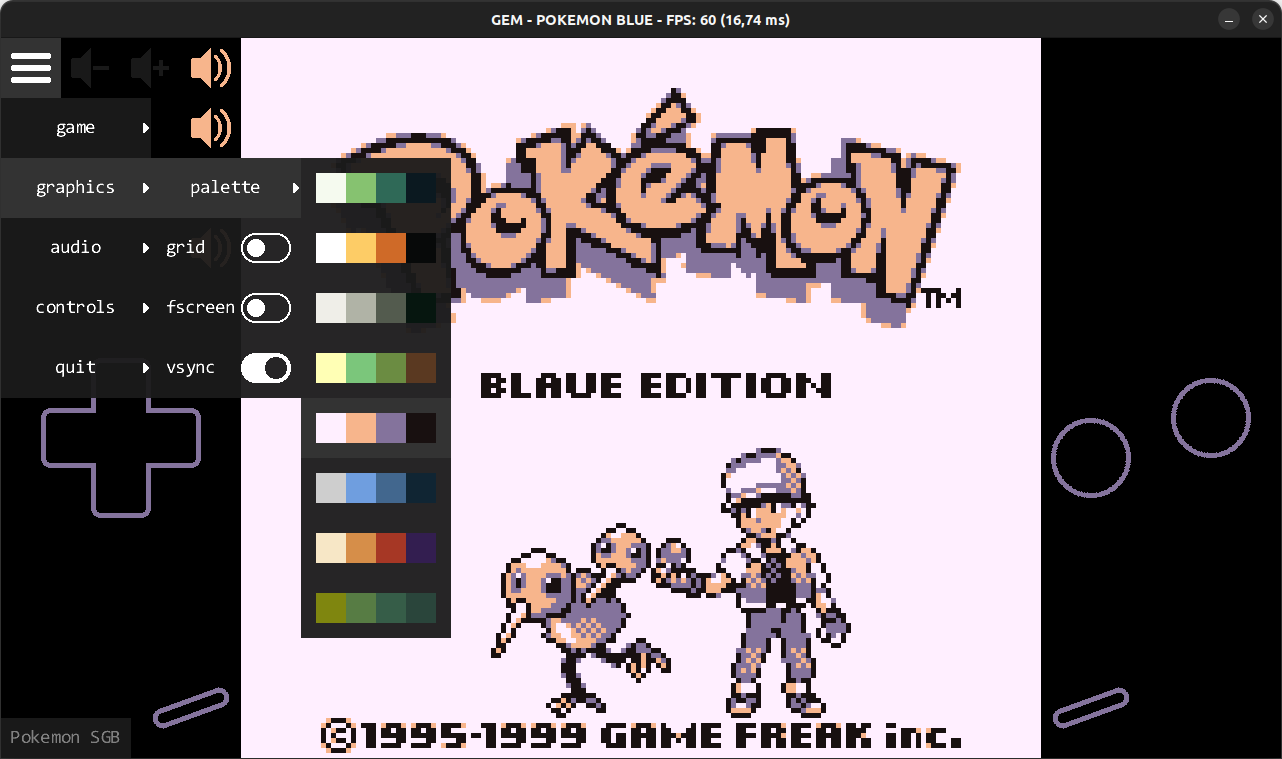 GEM - POKEMON BLUE - FPS: 60 (16,74 ms)
game
graphics palette
audio grid
controls fscreen
quit vsync
POKéMON
TM
BLAUE EDITION
©1995-1999 GAME FREAK inc.
Pokemon SGB